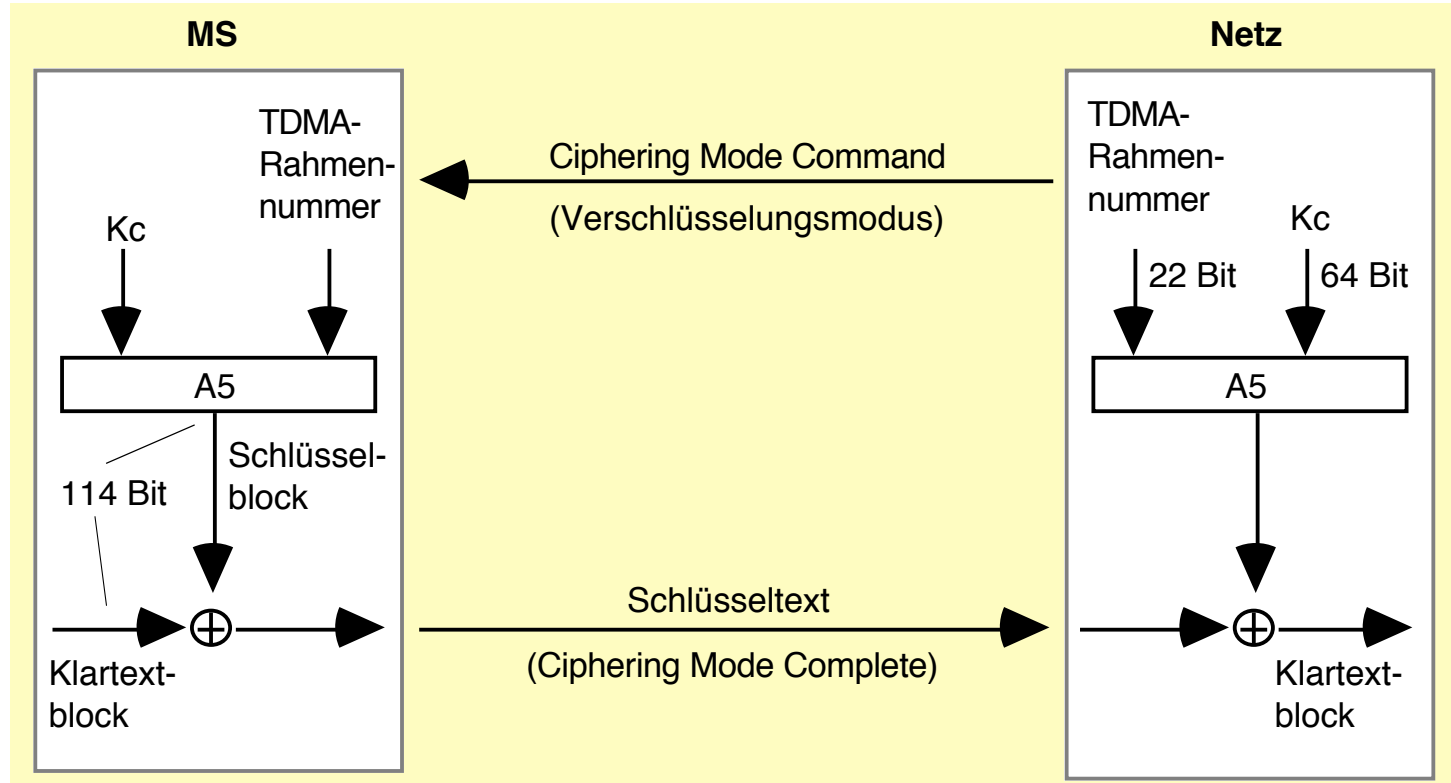 MS
Netz
TDMA-
Rahmen-
nummer
Kc
Ciphering Mode Command
(Verschlüsselungsmodus)
TDMA-
Rahmen-
nummer
Kc
22 Bit
64 Bit
A5
A5
Schlüssel-
block
114 Bit
Schlüsseltext
(Ciphering Mode Complete)
Klartext-
block
Klartext-
block